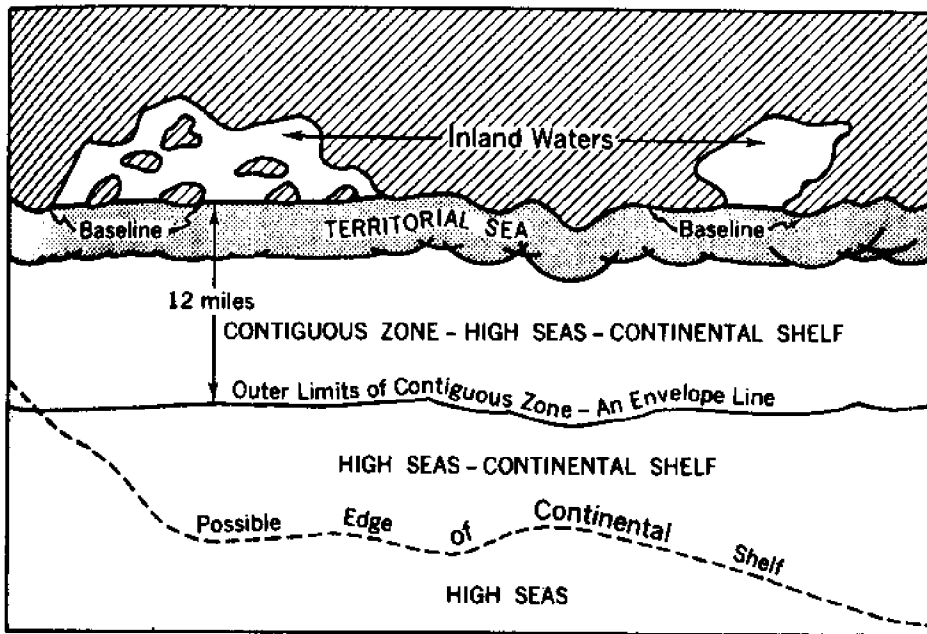 Inland Waters
Baseline
TERRITORIAL SEA
Baseline
12 miles
CONTIGUOUS ZONE – HIGH SEAS – CONTINENTAL SHELF
Outer Limits of Contiguous Zone – An Envelope Line
HIGH SEAS – CONTINENTAL SHELF
Possible Edge of Continental Shelf
HIGH SEAS